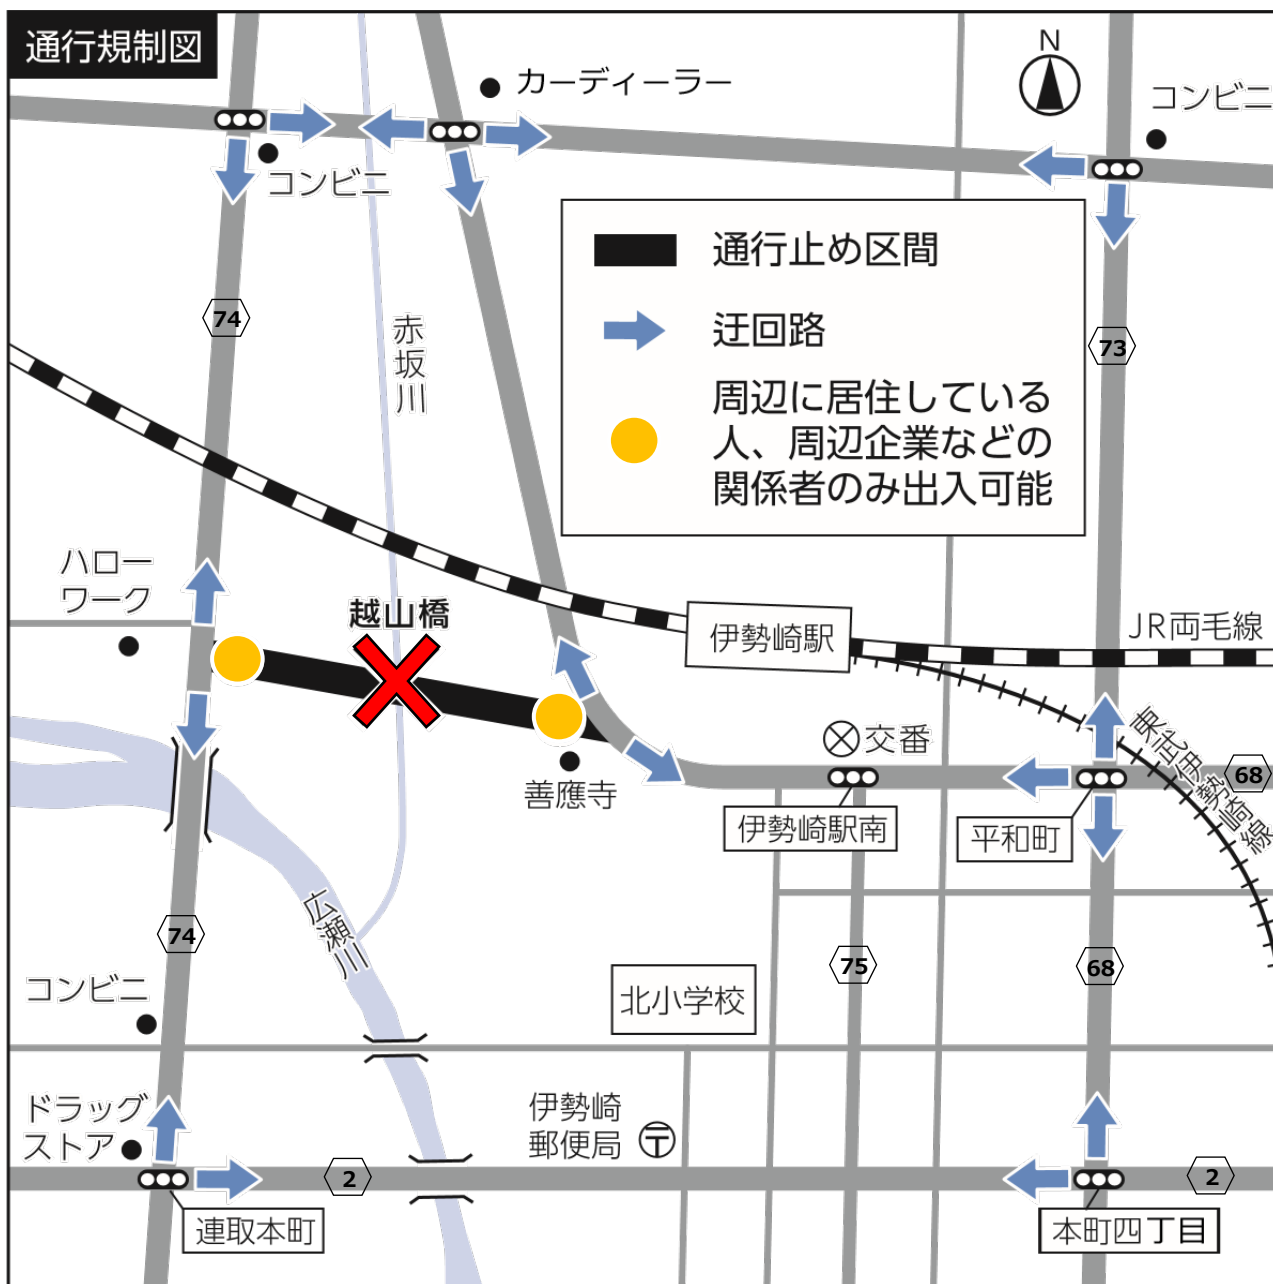 通行規制図
カーディーラー
N
コンビニ
コンビニ
通行止め区間
迂回路
周辺に居住している
人、周辺企業などの
関係者のみ出入可能
74
赤坂川
73
ハロー
ワーク
越山橋
伊勢崎駅
JR両毛線
東武伊勢崎線
交番
68
善應寺
伊勢崎駅南
平和町
広瀬川
74
75
68
コンビニ
北小学校
ドラッグ
ストア
伊勢崎
郵便局
〒
2
2
連取本町
本町四丁目